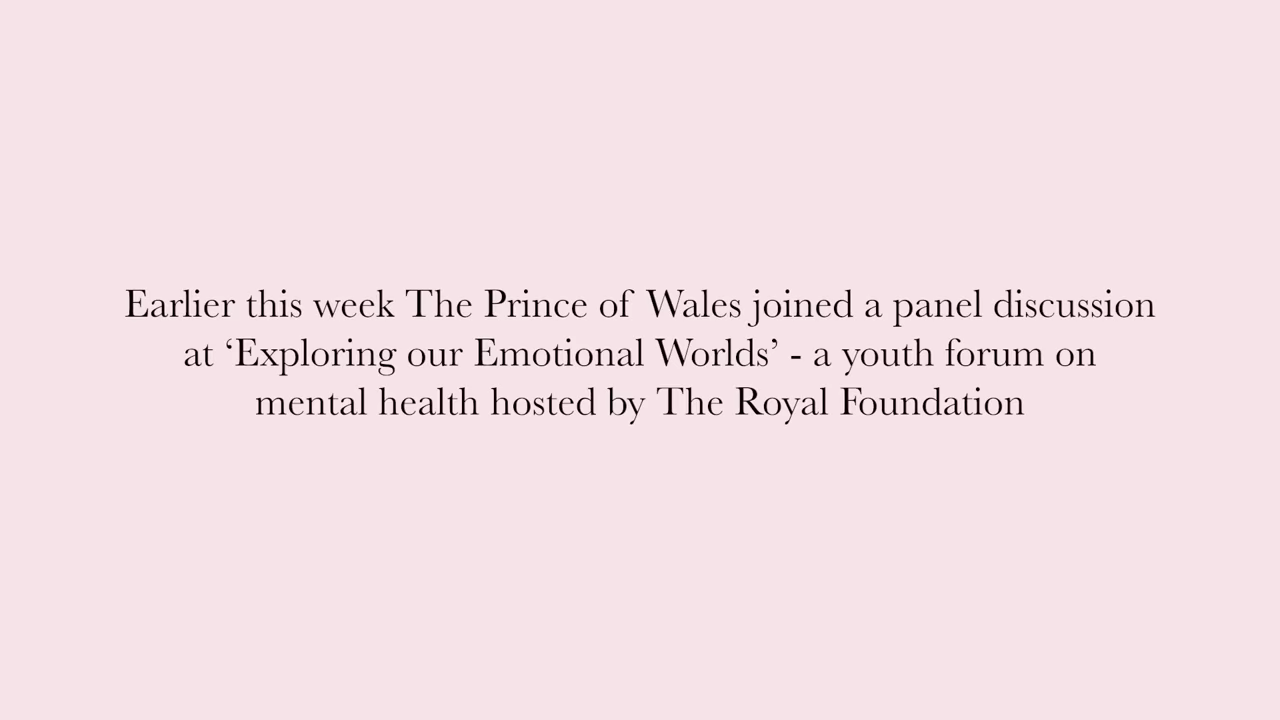 Earlier this week The Prince of Wales joined a panel discussion
at ‘Exploring our Emotional Worlds’ - a youth forum on
mental health hosted by The Royal Foundation